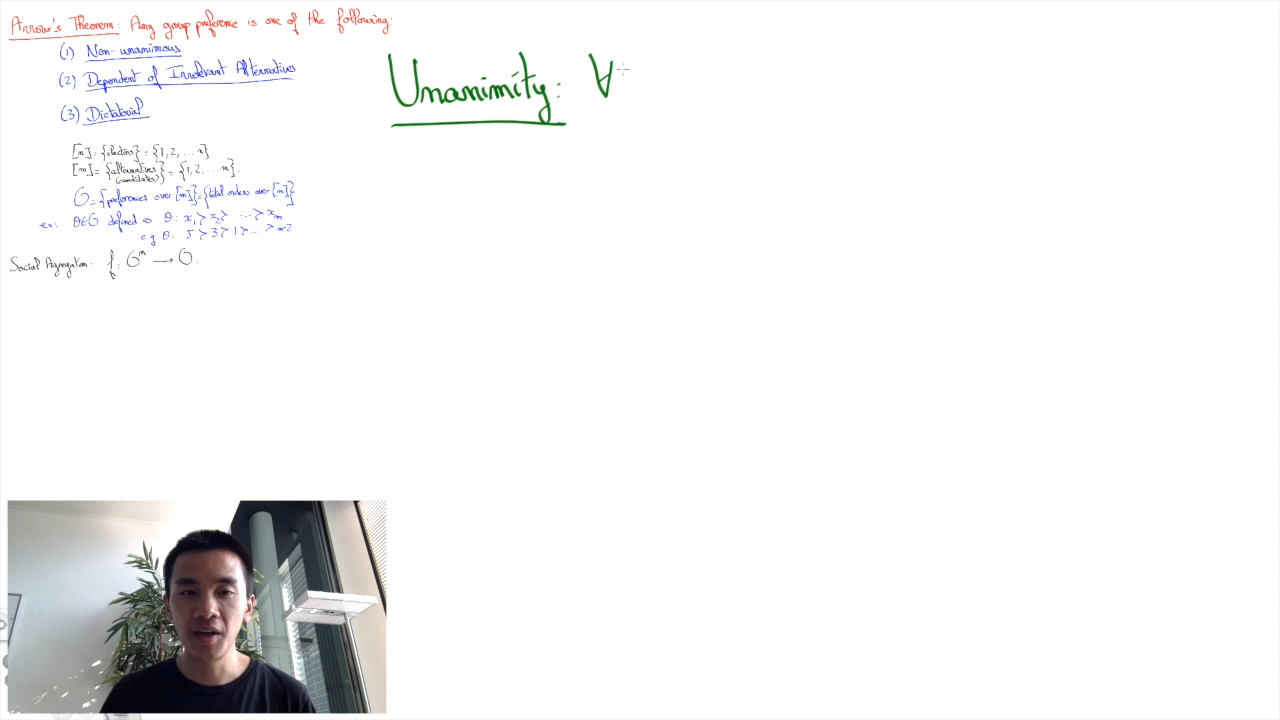 Arrow's Theorem: Any group preference is one of the following:
(1) Non-unanimous
(2) Dependent of Irrelevant Alternatives
(3) Dictatorial
[n] = {electors} = {1, 2, ... n}
[m] = {alternatives} = {1, 2, ... m}.
(candidates)
O = {preferences over [m]} = {total orders over [m]}
ex: θ∈O defined as θ: x₁ > x₂ > ... > xₘ
e.g. θ: 5 > 3 > 1 > ... > m-2
Social Agregation: f: Oⁿ → O.
Unanimity: ∀